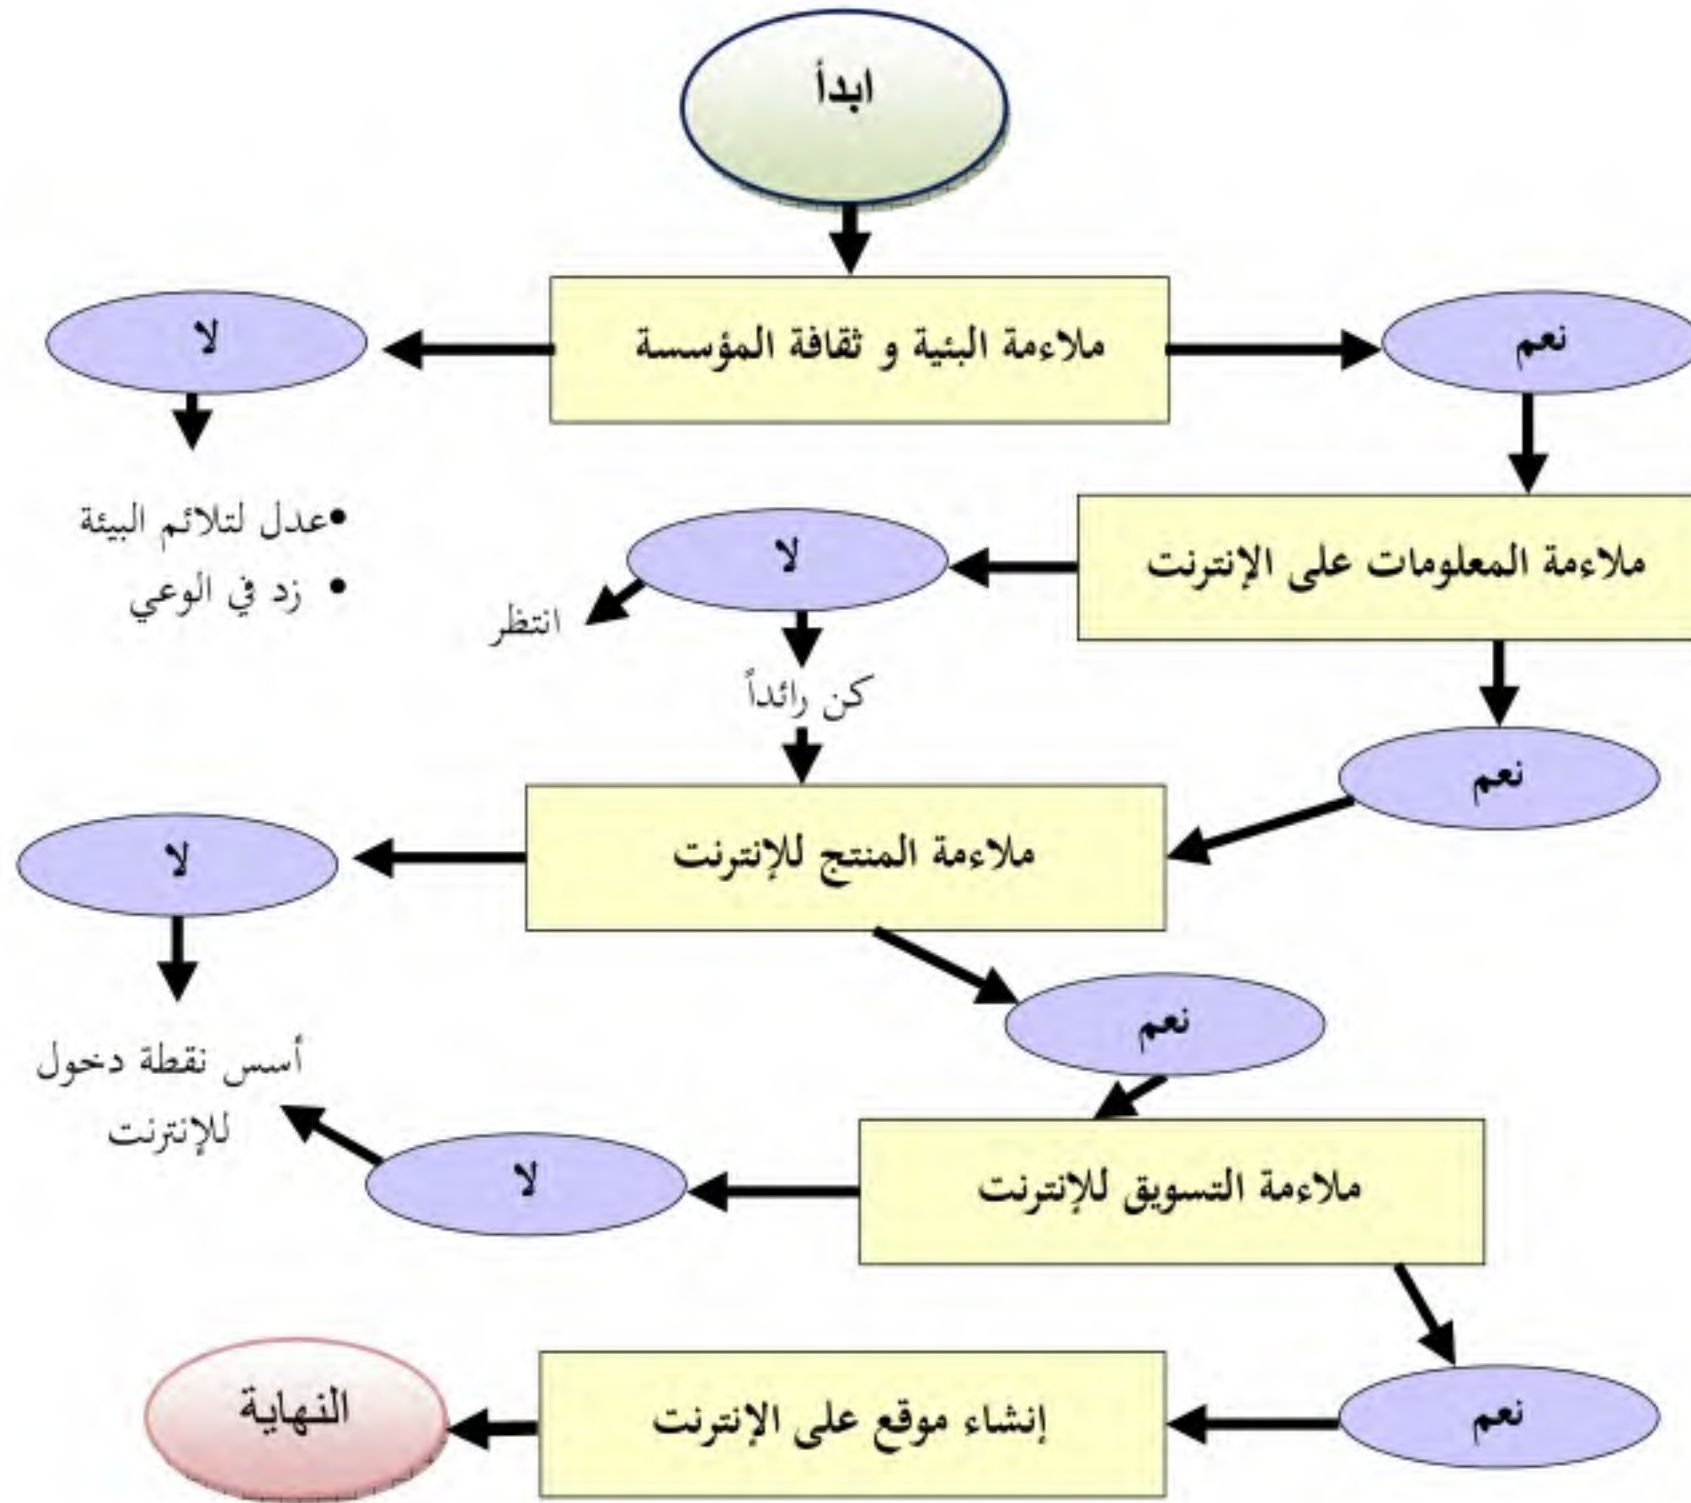 ابدأ
ملاءمة البئية و ثقافة المؤسسة
نعم
لا
•عدل لتلائم البيئة
• زد في الوعي
ملاءمة المعلومات على الإنترنت
لا
انتظر
كن رائداً
نعم
ملاءمة المنتج للإنترنت
لا
نعم
أسس نقطة دخول
للإنترنت
ملاءمة التسويق للإنترنت
لا
نعم
إنشاء موقع على الإنترنت
النهاية